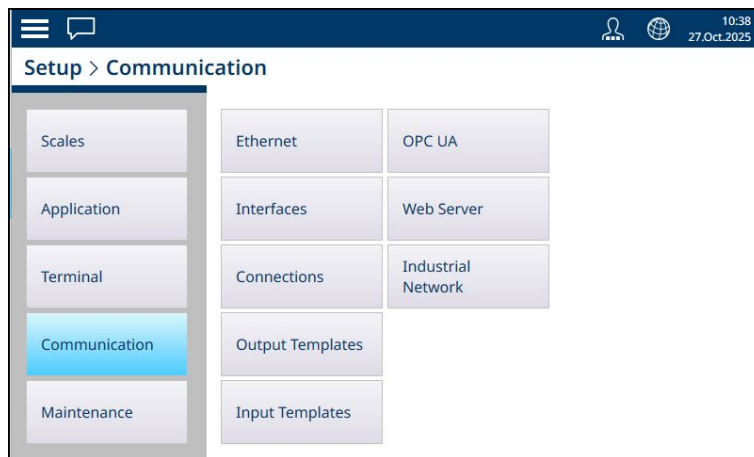 10:38
27.Oct.2025
Setup > Communication
Scales
Application
Terminal
Communication
Maintenance
Ethernet
OPC UA
Interfaces
Web Server
Connections
Industrial
Network
Output Templates
Input Templates